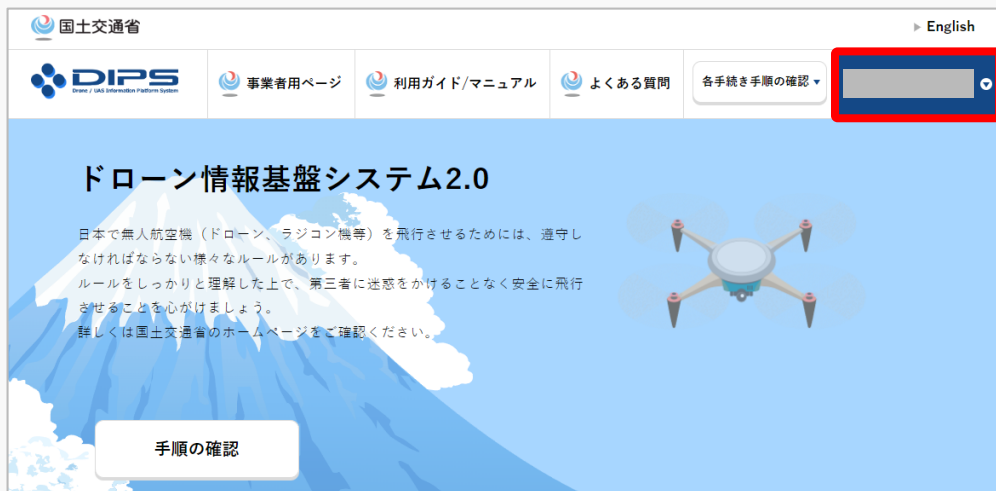 国土交通省
▶ English
DIPS
Drone / UAS Information Platform System
事業者用ページ
利用ガイド/マニュアル
よくある質問
各手続き手順の確認 ▼
ドローン情報基盤システム2.0
日本で無人航空機（ドローン、ラジコン機等）を飛行させるためには、遵守し
なければならない様々なルールがあります。
ルールをしっかりと理解した上で、第三者に迷惑をかけることなく安全に飛行
させることを心がけましょう。
詳しくは国土交通省のホームページをご確認ください。
手順の確認